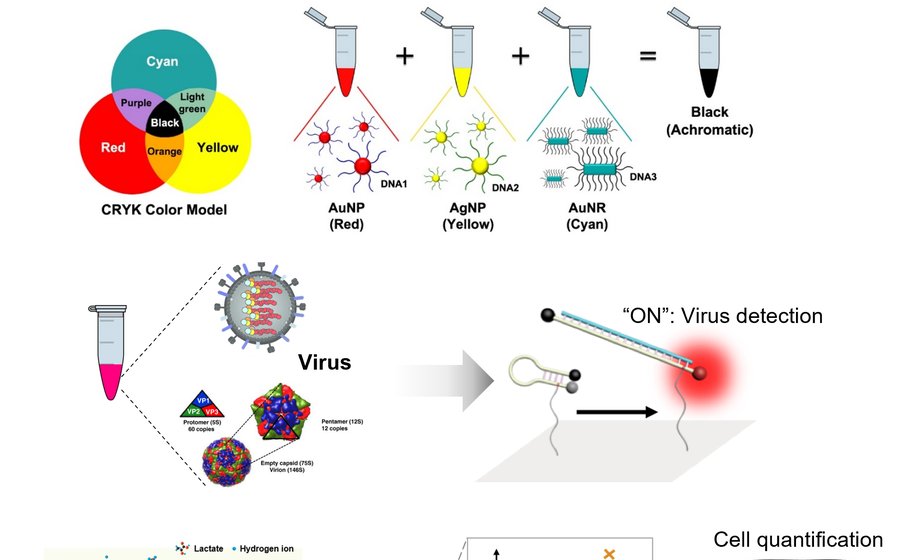 Cyan
Purple
Light
green
Black
Red
Orange
Yellow
CRYK Color Model
+
+
=
DNA1
DNA2
DNA3
AuNP
(Red)
AgNP
(Yellow)
AuNR
(Cyan)
Black
(Achromatic)
Virus
VP1
VP2
VP3
Protomer (5S)
60 copies
Pentamer (12S)
12 copies
Empty capsid (75S)
Virion (146S)
“ON”: Virus detection
Lactate
Hydrogen ion
Cell quantification